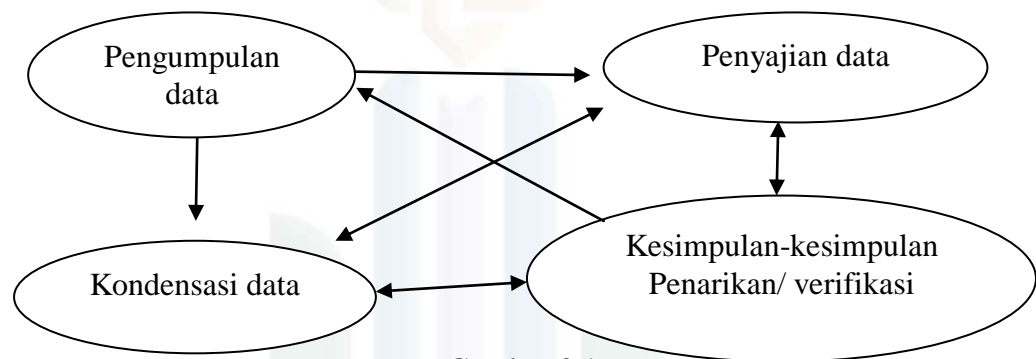 Pengumpulan
data
Penyajian data
Kondensasi data
Kesimpulan-kesimpulan
Penarikan/ verifikasi